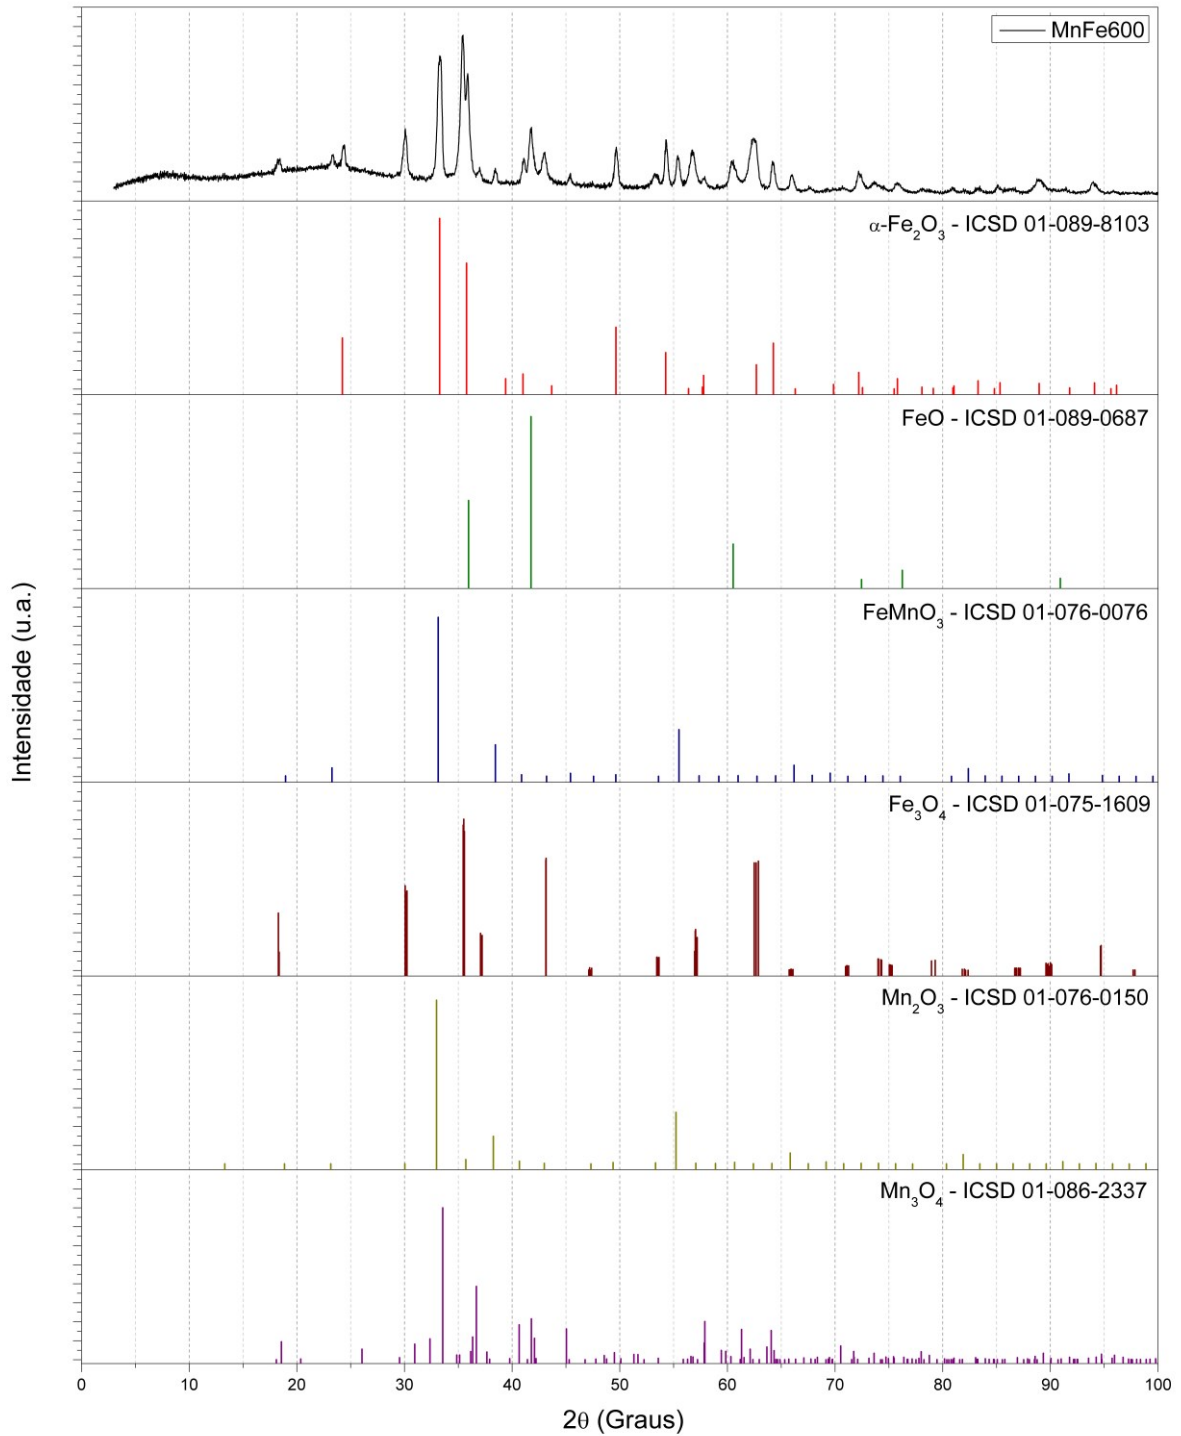 MnFe600
α-Fe₂O₃ - ICSD 01-089-8103
FeO - ICSD 01-089-0687
FeMnO₃ - ICSD 01-076-0076
Fe₃O₄ - ICSD 01-075-1609
Mn₂O₃ - ICSD 01-076-0150
Mn₃O₄ - ICSD 01-086-2337
Intensidade (u.a.)
0 10 20 30 40 50 60 70 80 90 100
2θ (Graus)